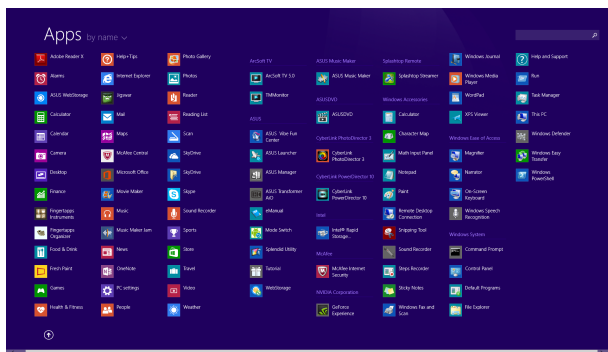 Apps by name
Adobe Reader X
Alarms
ASUS WebStorage
Calculator
Calendar
Camera
Desktop
Finance
Fingertapps
Instruments
Fingertapps
Organizer
Food & Drink
Fresh Paint
Games
Health & Fitness
Help+Tips
Internet Explorer
Jigswar
Mail
Maps
McAfee Central
Microsoft Office
Movie Maker
Music
Music Maker Jam
News
OneNote
PC settings
People
Photo Gallery
Photos
Reader
Reading List
Scan
SkyDrive
SkyDrive
Skype
Sound Recorder
Sports
Store
Travel
Video
Weather
ArcSoft TV
ArcSoft TV 5.0
TMMonitor
ASUS
ASUS Vibe Fun
Center
ASUS Launcher
ASUS Manager
ASUS Transformer
AIO
eManual
Mode Switch
Splendid Utility
Tutorial
WebStorage
ASUS Music Maker
ASUS Music Maker
ASUSDVD
ASUSDVD
CyberLink PhotoDirector 3
CyberLink
PhotoDirector 3
CyberLink PowerDirector 10
CyberLink
PowerDirector 10
Intel
Intel® Rapid
Storage ...
McAfee
McAfee Internet
Security
NVIDIA Corporation
GeForce
Experience
Splashtop Remote
Splashtop Streamer
Windows Accessories
Calculator
Character Map
Math Input Panel
Notepad
Paint
Remote Desktop
Connection
Snipping Tool
Sound Recorder
Steps Recorder
Sticky Notes
Windows Fax and
Scan
Windows Journal
Windows Media
Player
WordPad
XPS Viewer
Windows Ease of Access
Magnifier
Narrator
On-Screen
Keyboard
Windows Speech
Recognition
Windows System
Command Prompt
Control Panel
Default Programs
File Explorer
Help and Support
Run
Task Manager
This PC
Windows Defender
Windows Easy
Transfer
Windows
PowerShell